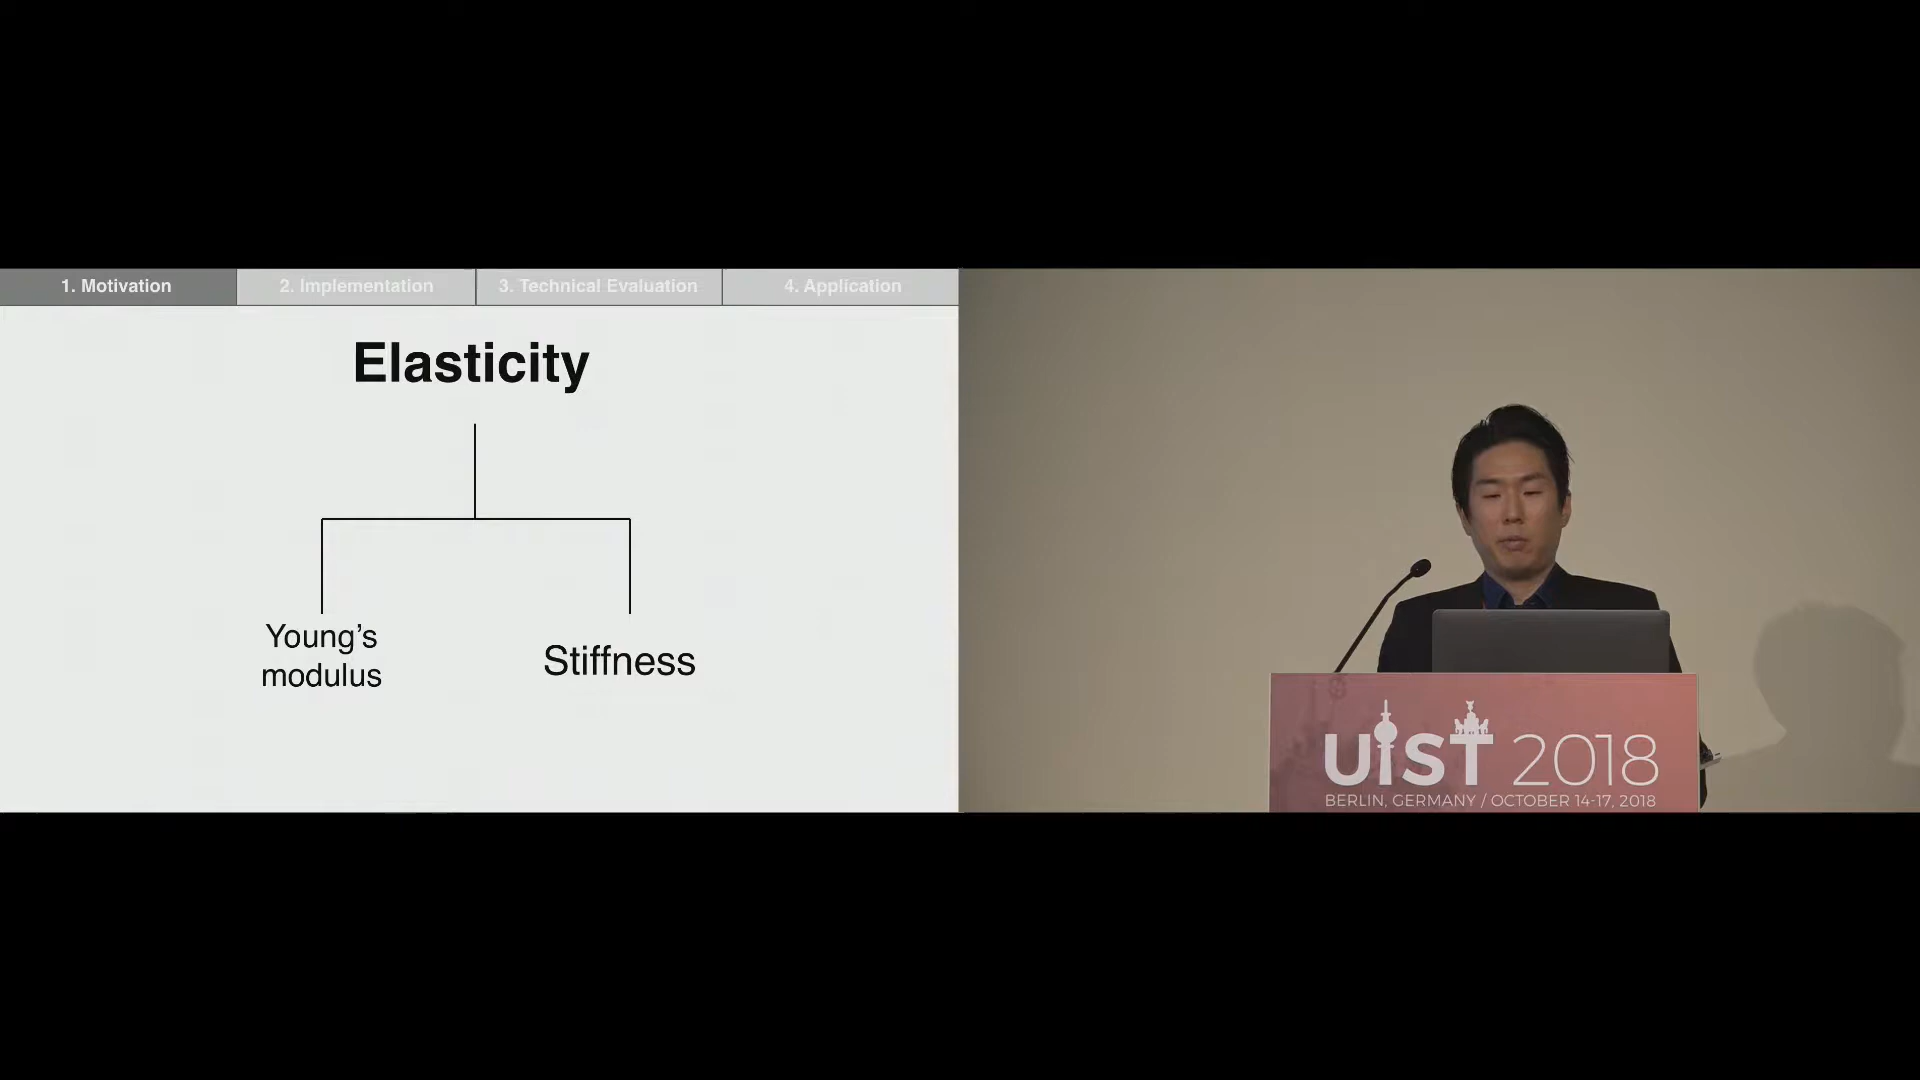 1. Motivation
2. Implementation
3. Technical Evaluation
4. Application
Elasticity
Young's
modulus
Stiffness
UIST 2018
BERLIN, GERMANY / OCTOBER 14-17, 2018